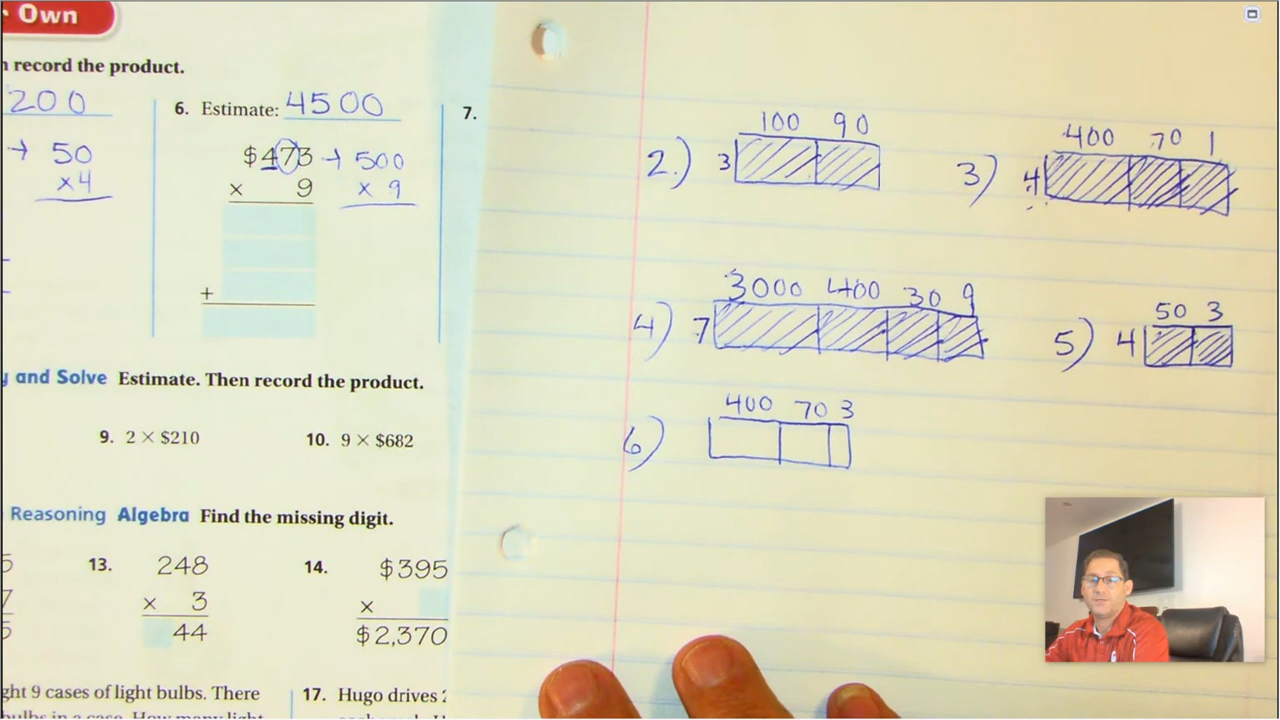 Own
record the product.
200
→ 50
×4
6. Estimate: 4500
$473 → 500
× 9 × 9
+
7.
and Solve Estimate. Then record the product.
9. 2 × $210
10. 9 × $682
Reasoning Algebra Find the missing digit.
5
7
5
13. 248
× 3
44
14. $395
×
$2,370
ght 9 cases of light bulbs. There
17. Hugo drives
100 90
2.) 3
400 70 1
3) 4
3000 400 30 9
4) 7
50 3
5) 4
400 70 3
6)